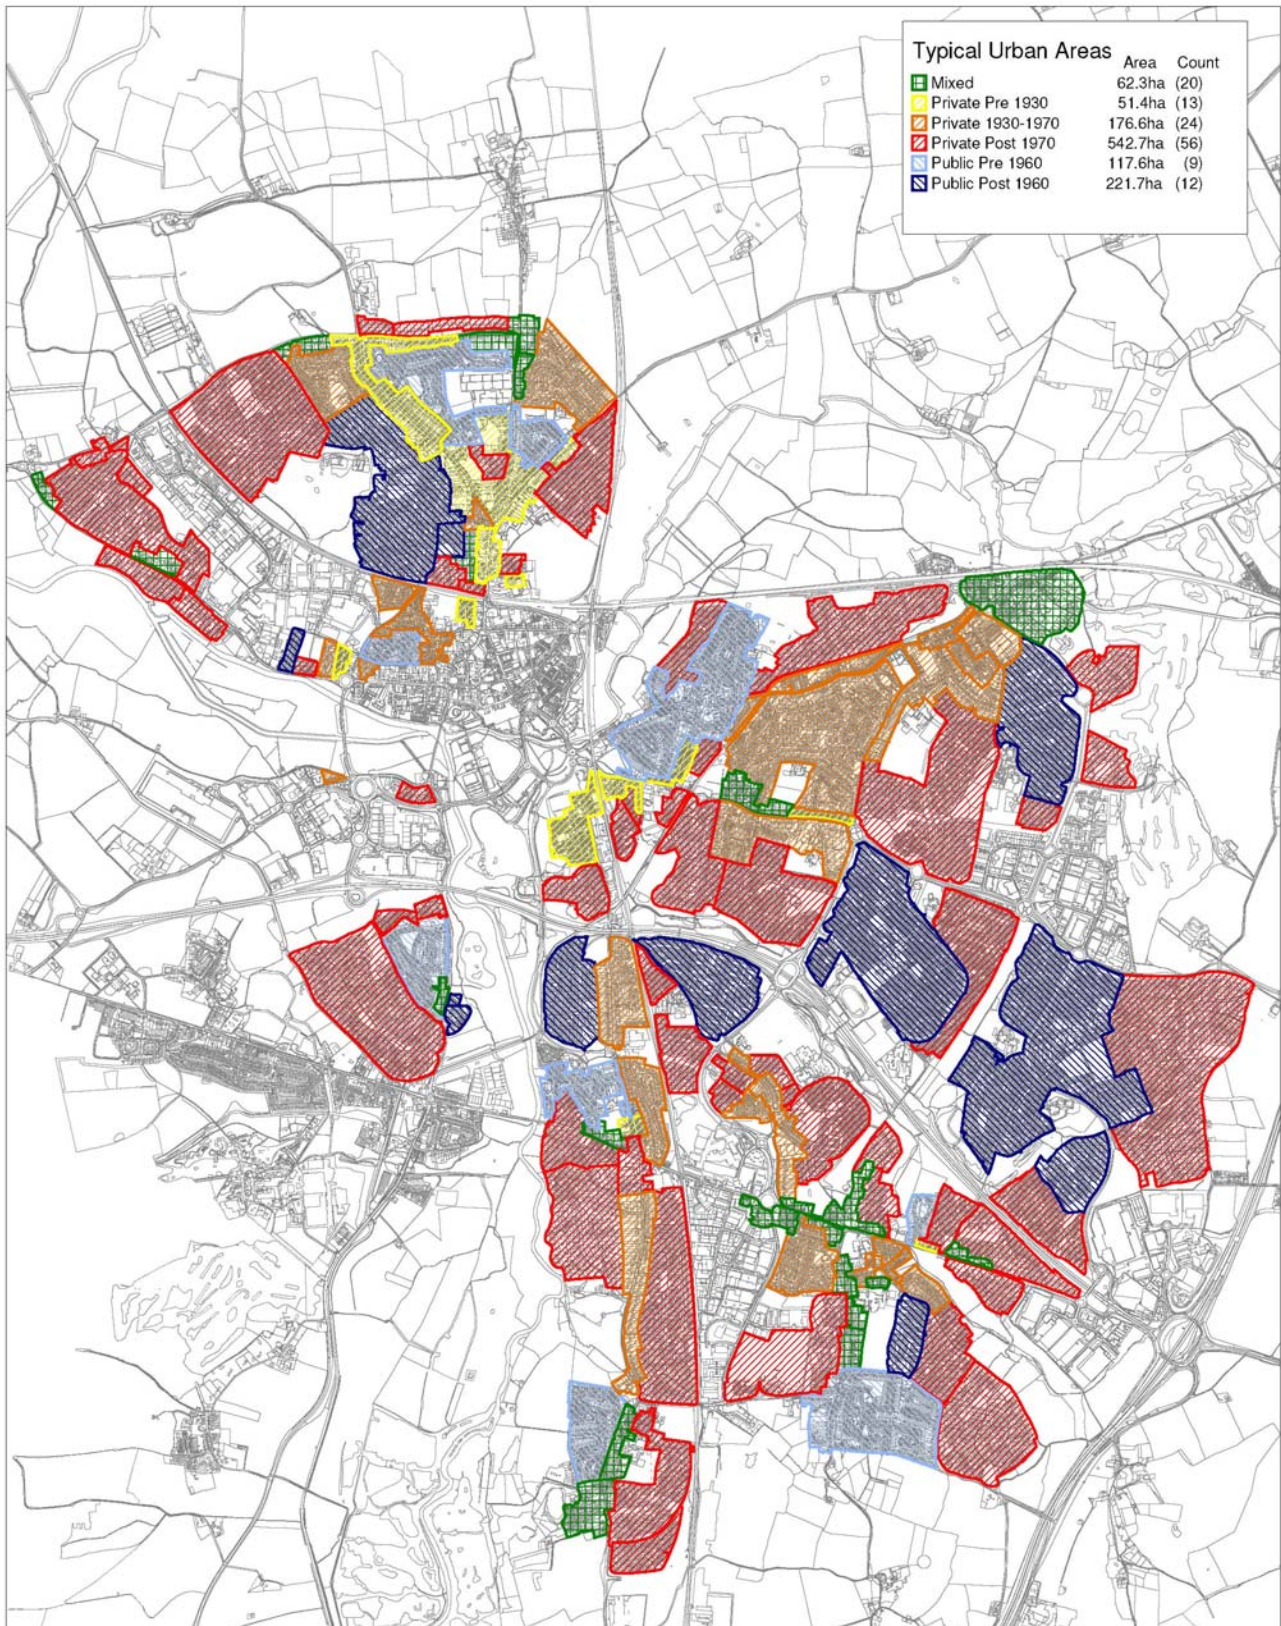 Typical Urban Areas Area Count
Mixed 62.3ha (20)
Private Pre 1930 51.4ha (13)
Private 1930-1970 176.6ha (24)
Private Post 1970 542.7ha (56)
Public Pre 1960 117.6ha (9)
Public Post 1960 221.7ha (12)